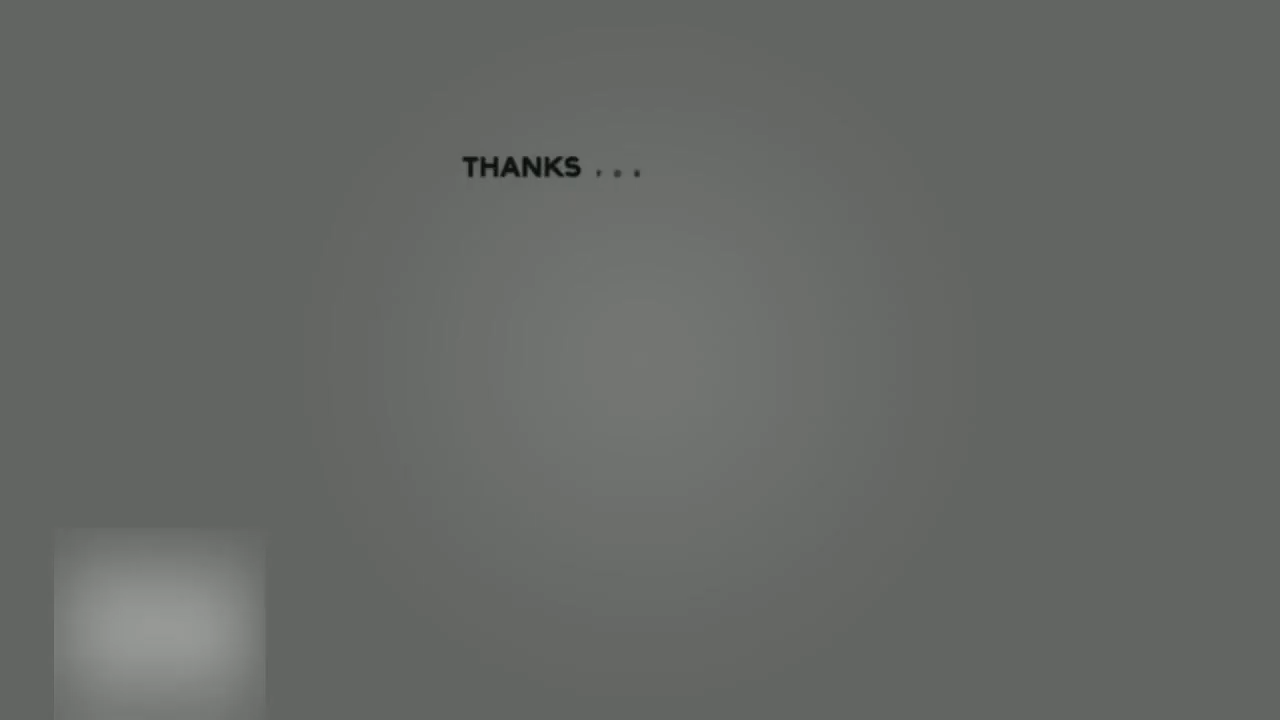 THANKS . . .